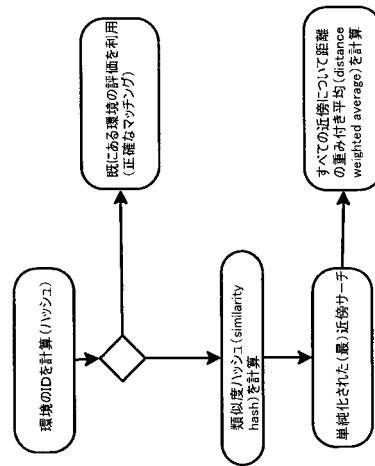 環境のIDを計算(ハッシュ)
既にある環境の評価を利用
(正確なマッチング)
類似度ハッシュ(similarity
hash)を計算
単純化された(最)近傍サーチ
すべての近傍について距離
の重み付き平均(distance
weighted average)を計算